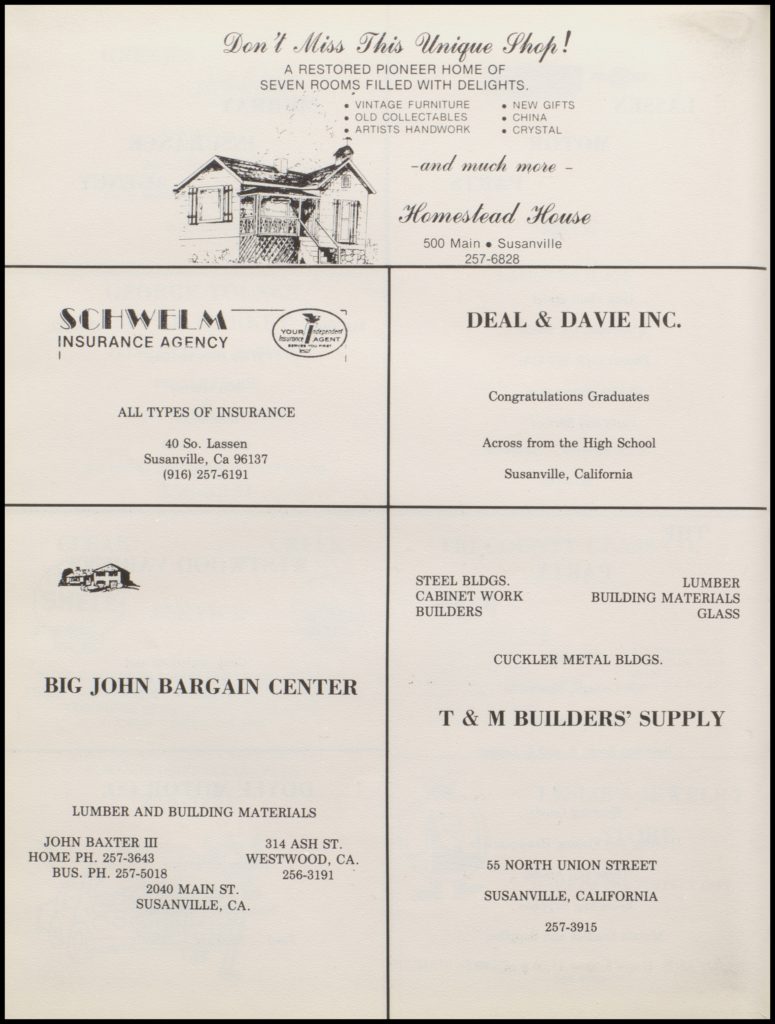 Don't Miss This Unique Shop!
A RESTORED PIONEER HOME OF
SEVEN ROOMS FILLED WITH DELIGHTS.
• VINTAGE FURNITURE
• OLD COLLECTABLES
• ARTISTS HANDWORK
• NEW GIFTS
• CHINA
• CRYSTAL
-and much more-
Homestead House
500 Main • Susanville
257-6828
SCHWELM
INSURANCE AGENCY
YOUR Independent
Insurance AGENT
SERVES YOU FIRST
ALL TYPES OF INSURANCE
40 So. Lassen
Susanville, Ca 96137
(916) 257-6191
DEAL & DAVIE INC.
Congratulations Graduates
Across from the High School
Susanville, California
BIG JOHN BARGAIN CENTER
LUMBER AND BUILDING MATERIALS
JOHN BAXTER III
HOME PH. 257-3643
BUS. PH. 257-5018
314 ASH ST.
WESTWOOD, CA.
256-3191
2040 MAIN ST.
SUSANVILLE, CA.
STEEL BLDGS.
CABINET WORK
BUILDERS
LUMBER
BUILDING MATERIALS
GLASS
CUCKLER METAL BLDGS.
T & M BUILDERS' SUPPLY
55 NORTH UNION STREET
SUSANVILLE, CALIFORNIA
257-3915